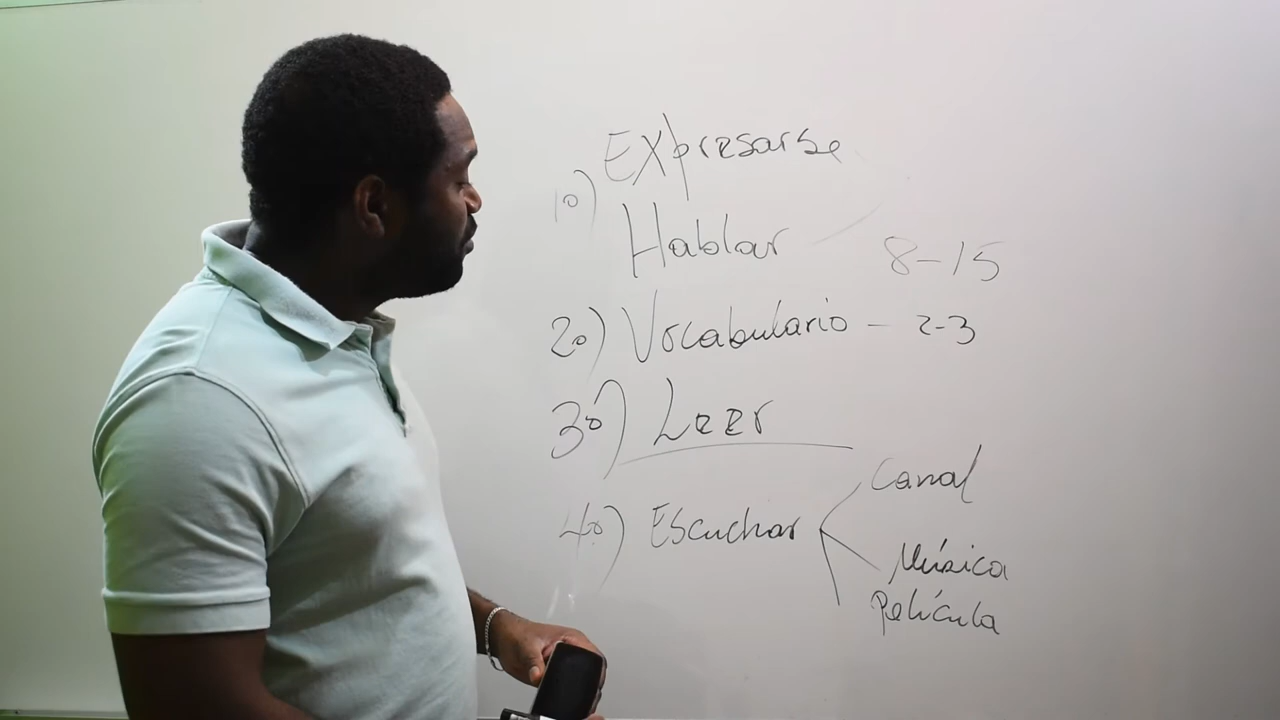 Expresarse
1o)
Hablar
8-15
2o) Vocabulario - 2-3
3o) Leer
4o) Escuchar
Canal
Música
Película